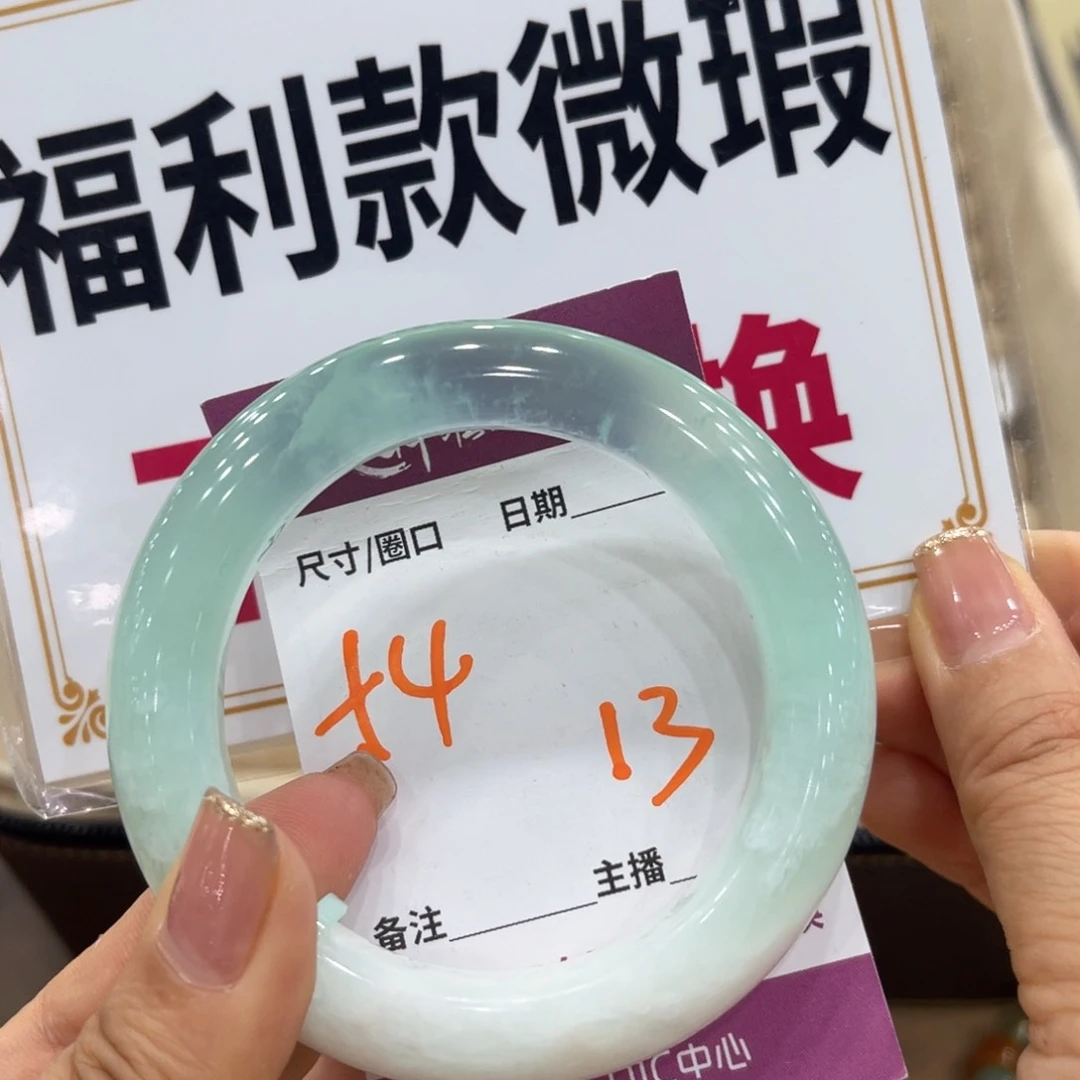 福利款微瑕
换
尺寸/圈口 日期
54 13
备注 主播
中心